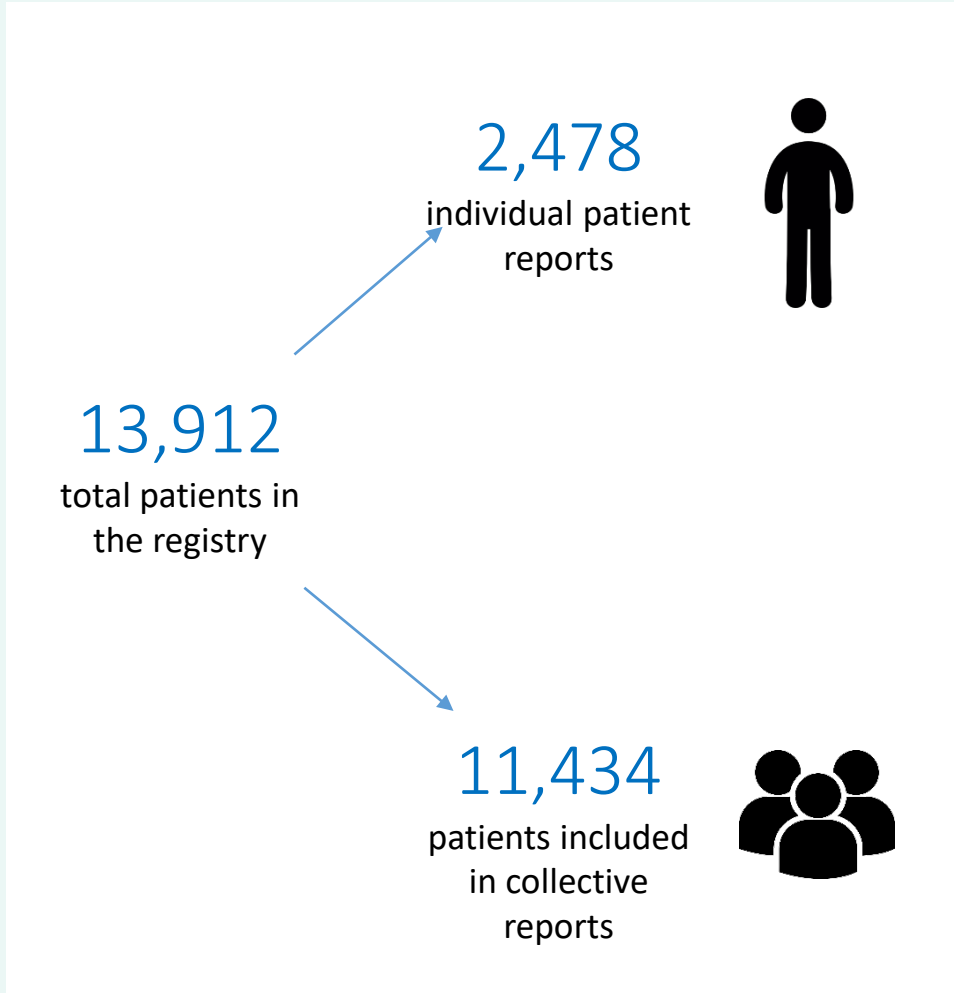 2,478
individual patient
reports
13,912
total patients in
the registry
11,434
patients included
in collective
reports